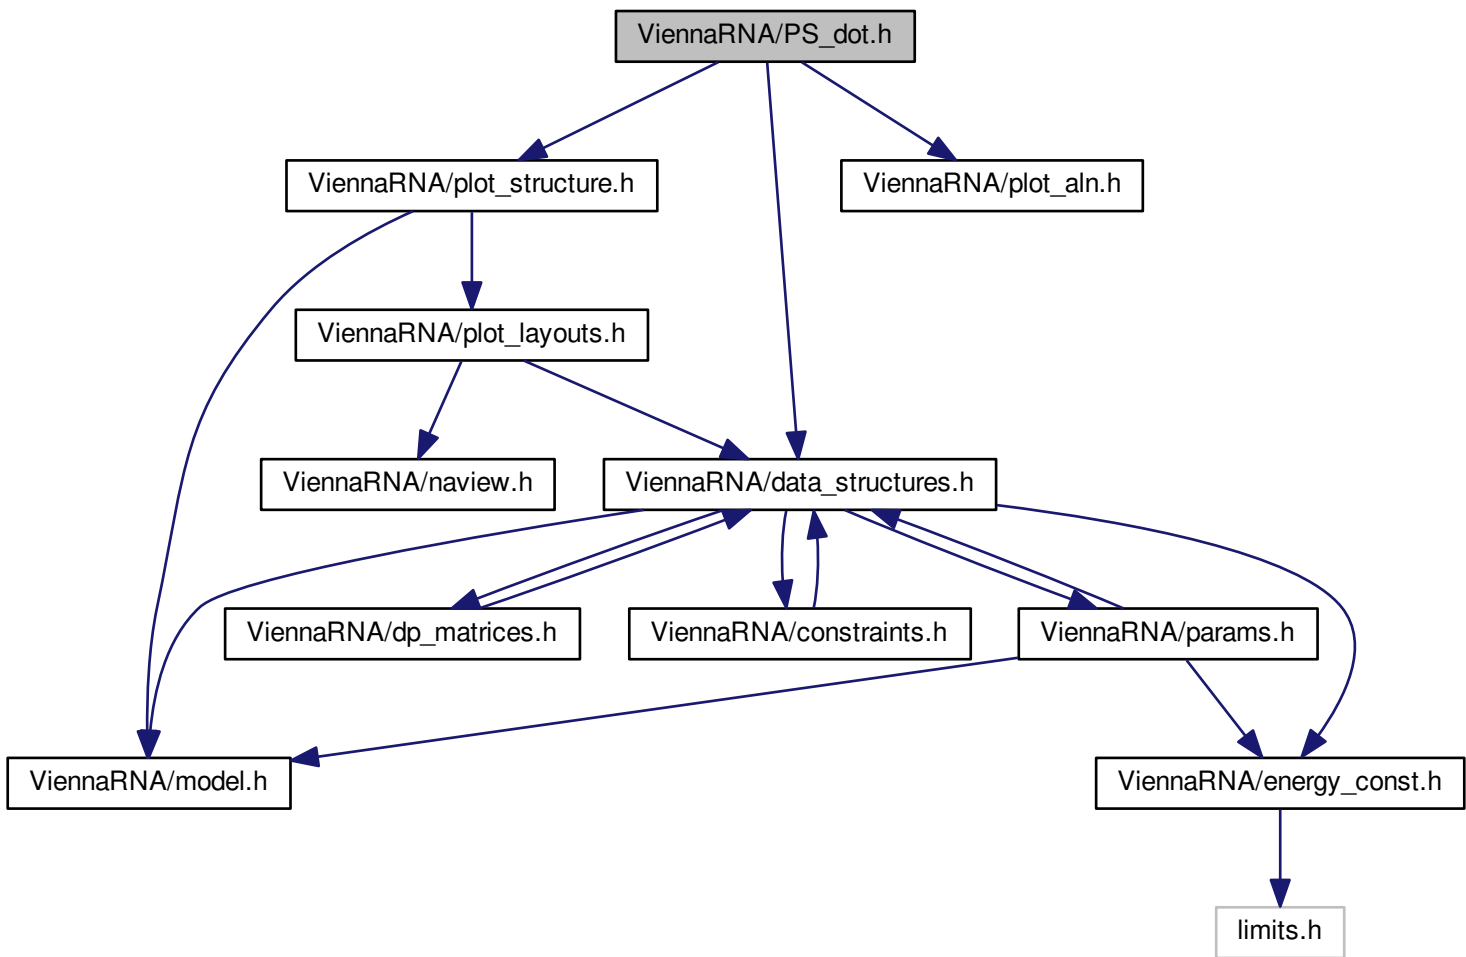 ViennaRNA/PS_dot.h
ViennaRNA/plot_structure.h
ViennaRNA/plot_aln.h
ViennaRNA/plot_layouts.h
ViennaRNA/naview.h
ViennaRNA/data_structures.h
ViennaRNA/dp_matrices.h
ViennaRNA/constraints.h
ViennaRNA/params.h
ViennaRNA/model.h
ViennaRNA/energy_const.h
limits.h